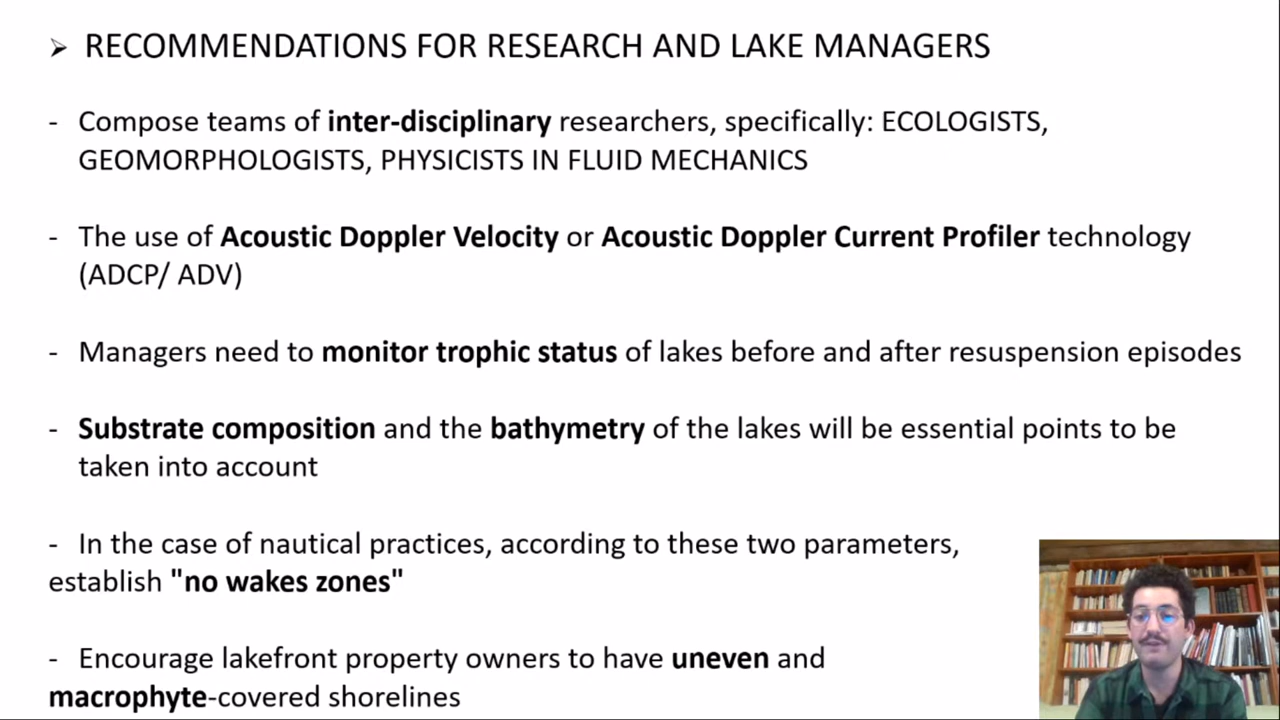 ➢ RECOMMENDATIONS FOR RESEARCH AND LAKE MANAGERS
- Compose teams of inter-disciplinary researchers, specifically: ECOLOGISTS,
GEOMORPHOLOGISTS, PHYSICISTS IN FLUID MECHANICS
- The use of Acoustic Doppler Velocity or Acoustic Doppler Current Profiler technology
(ADCP/ ADV)
- Managers need to monitor trophic status of lakes before and after resuspension episodes
- Substrate composition and the bathymetry of the lakes will be essential points to be
taken into account
- In the case of nautical practices, according to these two parameters,
establish "no wakes zones"
- Encourage lakefront property owners to have uneven and
macrophyte-covered shorelines